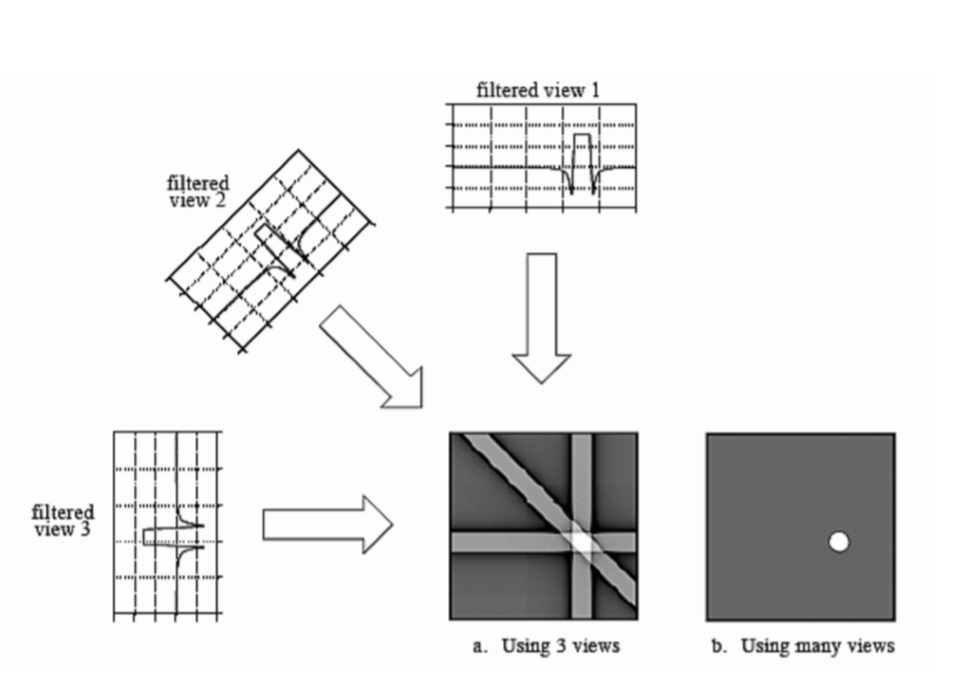 filtered view 1
filtered
view 2
filtered
view 3
a. Using 3 views
b. Using many views